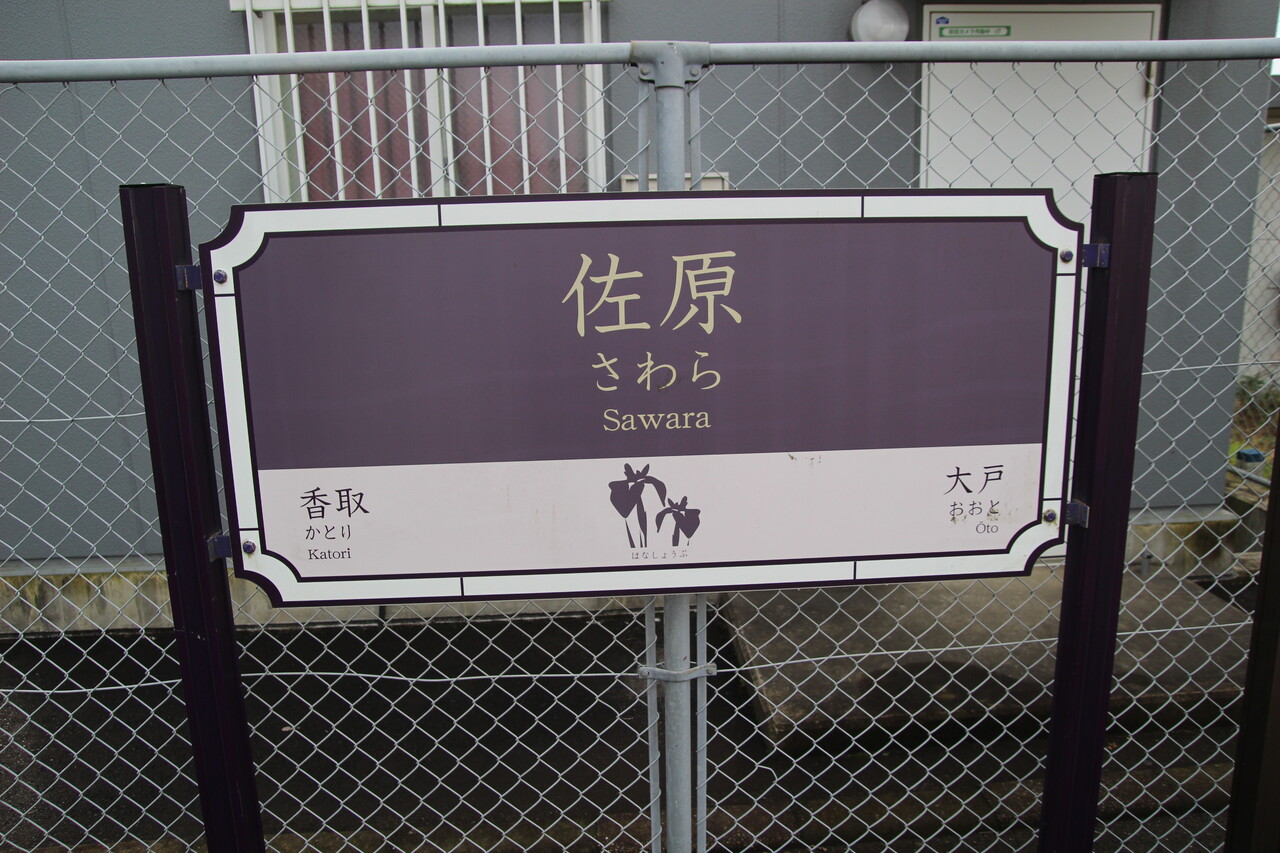 佐原
さわら
Sawara
香取
かとり
Katori
はなしょうぶ
大戸
おおと
Ōto